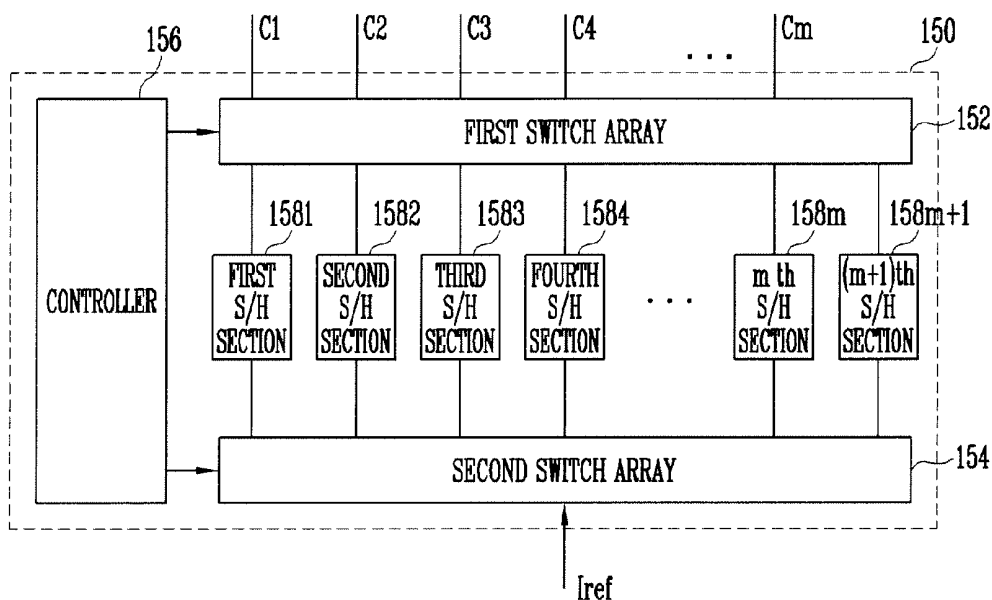 C1 C2 C3 C4 ... Cm
156
150
FIRST SWITCH ARRAY
152
1581 1582 1583 1584 158m 158m+1
CONTROLLER
FIRST
S/H
SECTION
SECOND
S/H
SECTION
THIRD
S/H
SECTION
FOURTH
S/H
SECTION
...
m th
S/H
SECTION
(m+1)th
S/H
SECTION
SECOND SWITCH ARRAY
154
Iref